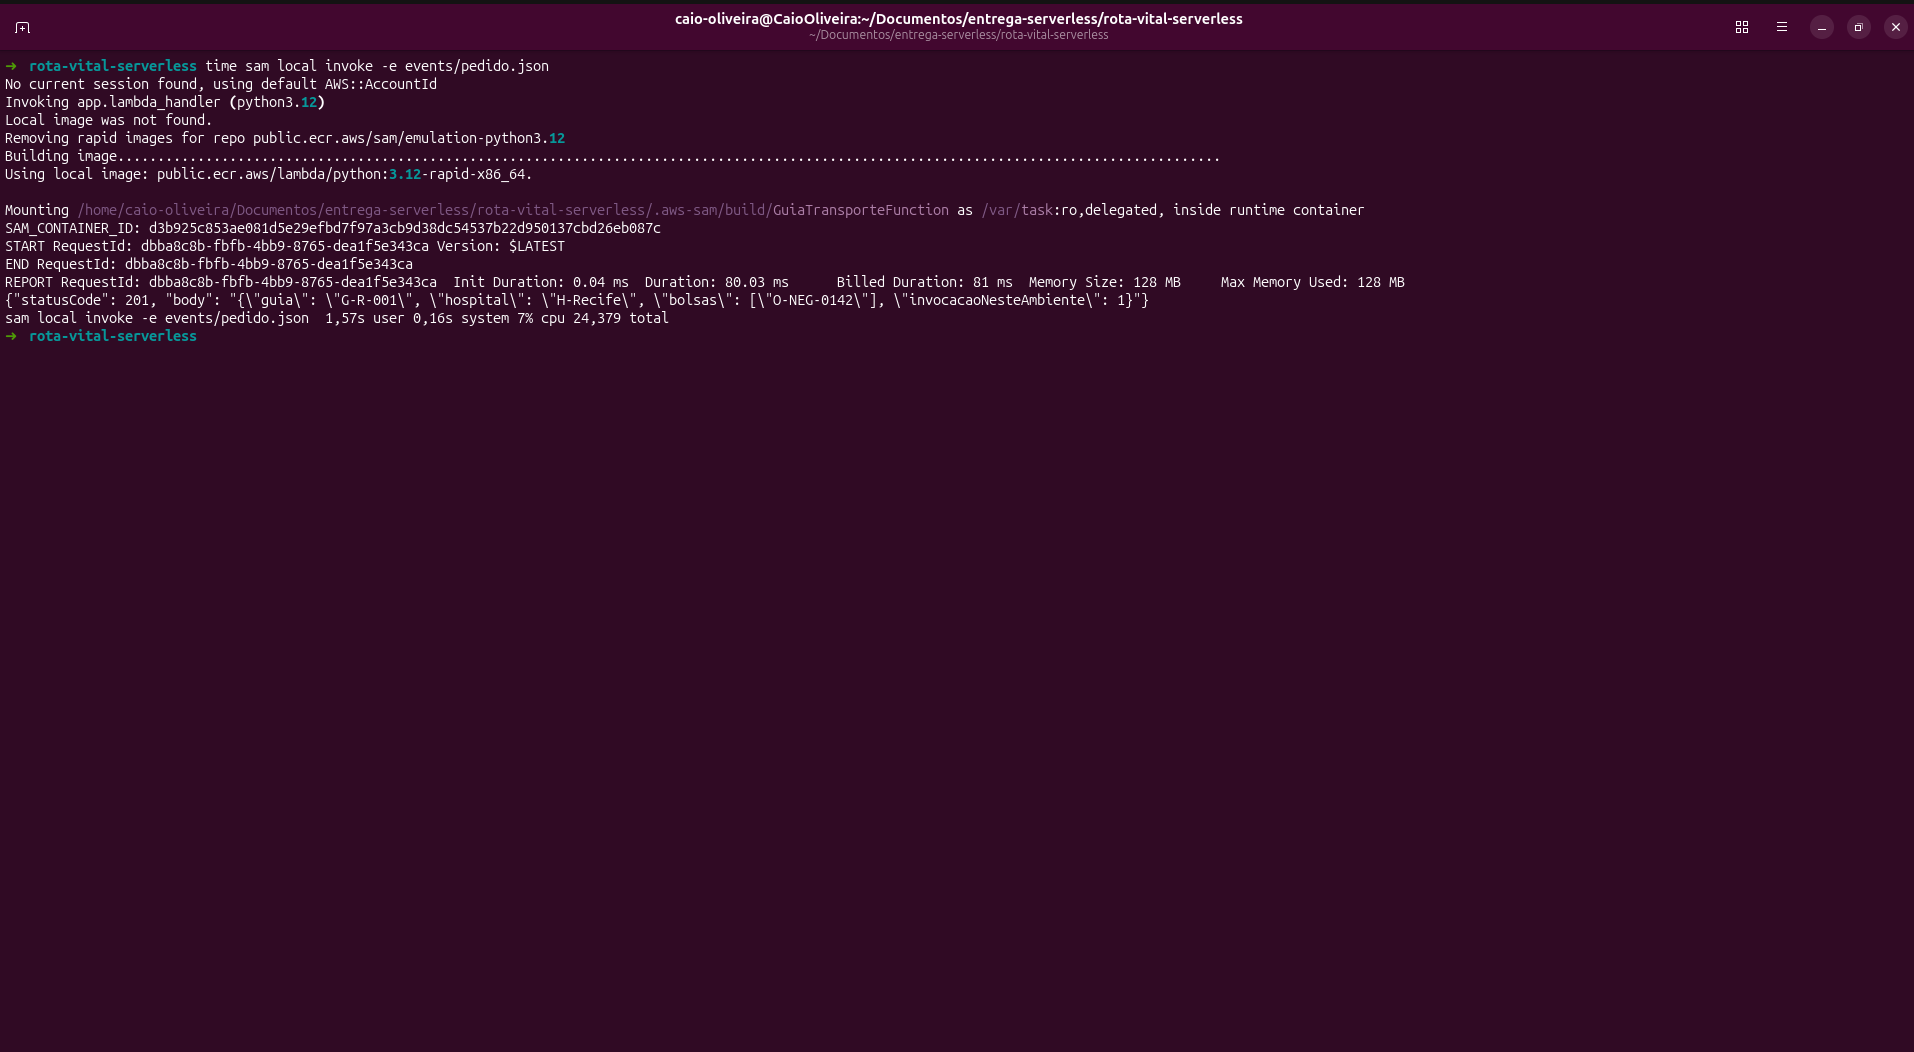 caio-oliveira@CaioOliveira:~/Documentos/entrega-serverless/rota-vital-serverless
~/Documentos/entrega-serverless/rota-vital-serverless
➜  rota-vital-serverless time sam local invoke -e events/pedido.json
No current session found, using default AWS::AccountId
Invoking app.lambda_handler (python3.12)
Local image was not found.
Removing rapid images for repo public.ecr.aws/sam/emulation-python3.12
Building image..........................................................................................................................................
Using local image: public.ecr.aws/lambda/python:3.12-rapid-x86_64.
Mounting /home/caio-oliveira/Documentos/entrega-serverless/rota-vital-serverless/.aws-sam/build/GuiaTransporteFunction as /var/task:ro,delegated, inside runtime container
SAM_CONTAINER_ID: d3b925c853ae081d5e29efbd7f97a3cb9d38dc54537b22d950137cbd26eb087c
START RequestId: dbba8c8b-fbfb-4bb9-8765-dea1f5e343ca Version: $LATEST
END RequestId: dbba8c8b-fbfb-4bb9-8765-dea1f5e343ca
REPORT RequestId: dbba8c8b-fbfb-4bb9-8765-dea1f5e343ca  Init Duration: 0.04 ms  Duration: 80.03 ms      Billed Duration: 81 ms  Memory Size: 128 MB     Max Memory Used: 128 MB
{"statusCode": 201, "body": "{\"guia\": \"G-R-001\", \"hospital\": \"H-Recife\", \"bolsas\": [\"O-NEG-0142\"], \"invocacaoNesteAmbiente\": 1}"}
sam local invoke -e events/pedido.json  1,57s user 0,16s system 7% cpu 24,379 total
➜  rota-vital-serverless